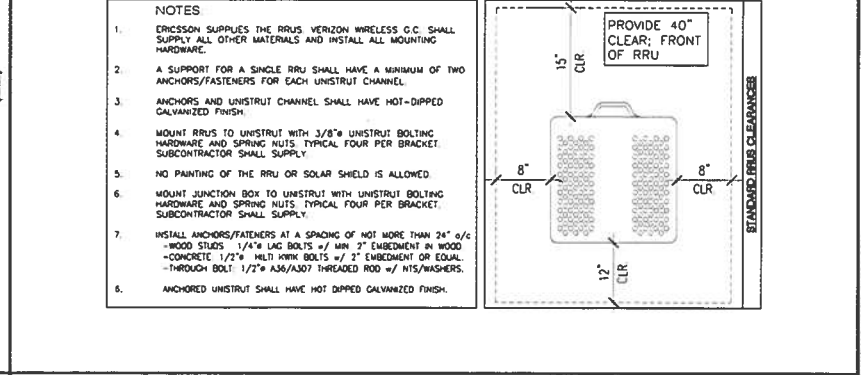 NOTES
1. ERICSSON SUPPLIES THE RRUS. VERIZON WIRELESS G.C. SHALL
SUPPLY ALL OTHER MATERIALS AND INSTALL ALL MOUNTING
HARDWARE.
2. A SUPPORT FOR A SINGLE RRU SHALL HAVE A MINIMUM OF TWO
ANCHORS/FASTENERS FOR EACH UNISTRUT CHANNEL.
3. ANCHORS AND UNISTRUT CHANNEL SHALL HAVE HOT-DIPPED
GALVANIZED FINISH.
4. MOUNT RRUS TO UNISTRUT WITH 3/8"ø UNISTRUT BOLTING
HARDWARE AND SPRING NUTS. TYPICAL FOUR PER BRACKET.
SUBCONTRACTOR SHALL SUPPLY.
5. NO PAINTING OF THE RRU OR SOLAR SHIELD IS ALLOWED.
6. MOUNT JUNCTION BOX TO UNISTRUT WITH UNISTRUT BOLTING
HARDWARE AND SPRING NUTS. TYPICAL FOUR PER BRACKET.
SUBCONTRACTOR SHALL SUPPLY.
7. INSTALL ANCHORS/FATENERS AT A SPACING OF NOT MORE THAN 24" o/c
-WOOD STUDS 1/4"ø LAG BOLTS w/ MIN 2" EMBEDMENT IN WOOD
-CONCRETE 1/2"ø HILTI KWIK BOLTS w/ 2" EMBEDMENT OR EQUAL.
-THROUGH BOLT: 1/2"ø A36/A307 THREADED ROD w/ NTS/WASHERS.
6. ANCHORED UNISTRUT SHALL HAVE HOT DIPPED GALVANIZED FINISH.
PROVIDE 40"
CLEAR; FRONT
OF RRU
15"
CLR
8"
CLR
8"
CLR
12"
CLR
STANDARD RRUS CLEARANCES